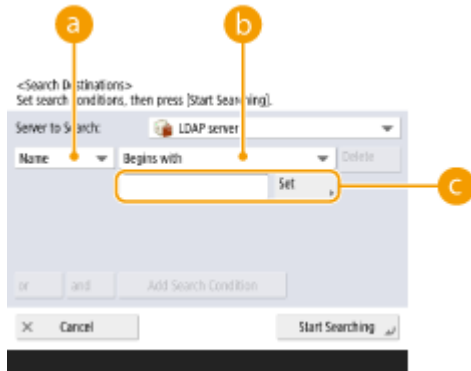 a b
<Search Destinations>
Set search conditions, then press [Start Searching].
Server to Search: LDAP server
Name Begins with Delete
Set c
or and Add Search Condition
× Cancel Start Searching